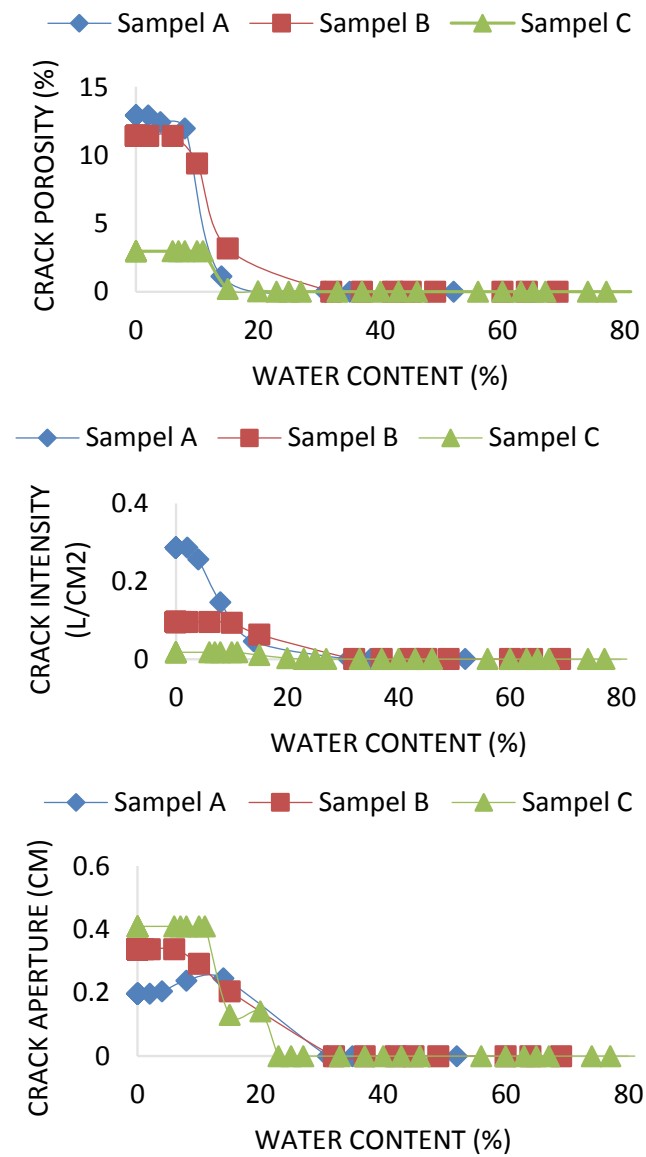 Sampel A Sampel B Sampel C
CRACK POROSITY (%)
15
10
5
0
0 20 40 60 80
WATER CONTENT (%)
Sampel A Sampel B Sampel C
CRACK INTENSITY
(L/CM2)
0.4
0.2
0
0 20 40 60 80
WATER CONTENT (%)
Sampel A Sampel B Sampel C
CRACK APERTURE (CM)
0.6
0.4
0.2
0
0 20 40 60 80
WATER CONTENT (%)